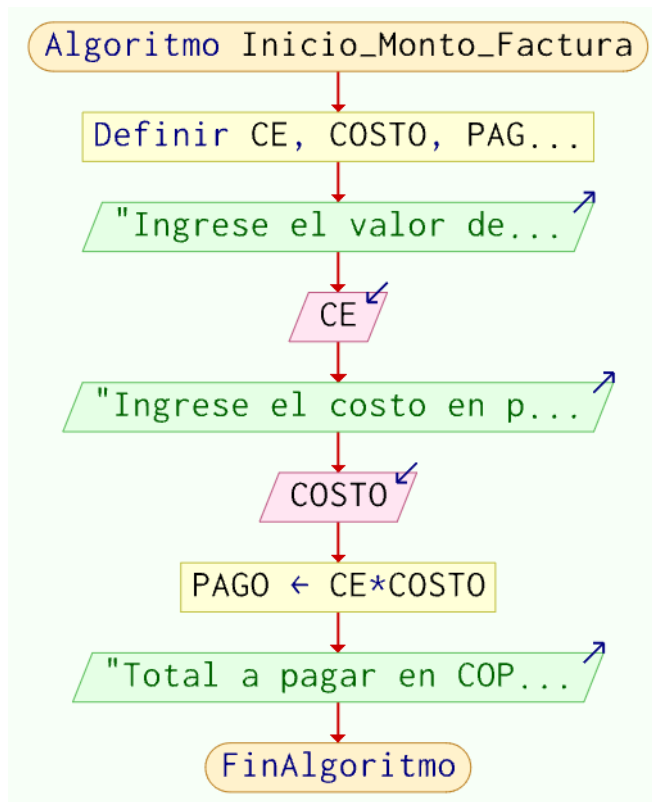 Algoritmo Inicio_Monto_Factura
Definir CE, COSTO, PAG...
"Ingrese el valor de...
CE
"Ingrese el costo en p...
COSTO
PAGO ← CE*COSTO
"Total a pagar en COP...
FinAlgoritmo